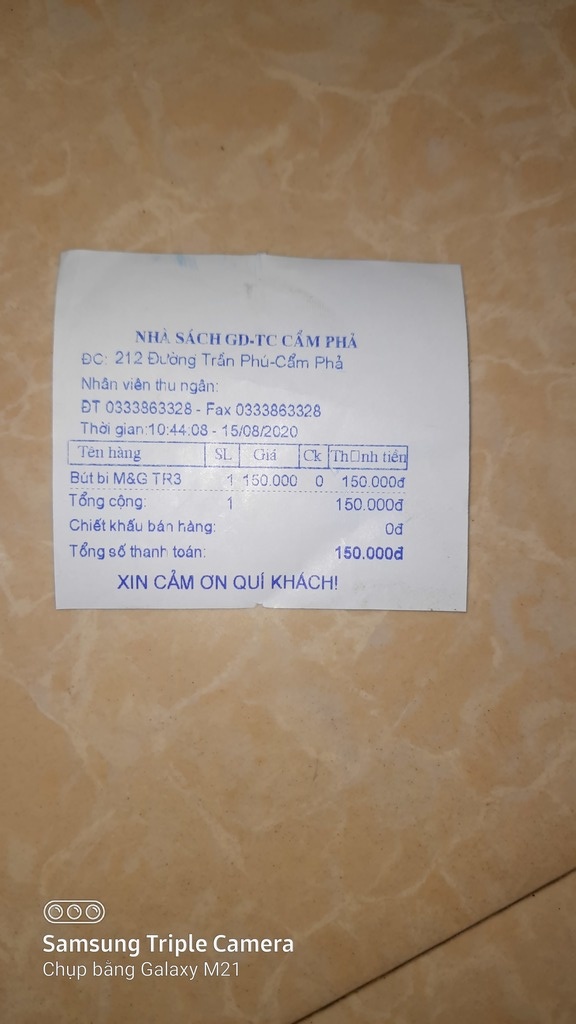 NHÀ SÁCH GD-TC CẨM PHẢ
ĐC: 212 Đường Trần Phú-Cẩm Phả
Nhân viên thu ngân:
ĐT 0333863328 - Fax 0333863328
Thời gian:10:44:08 - 15/08/2020
Tên hàng SL Giá Ck Th□nh tiền
Bút bi M&G TR3 1 150.000 0 150.000đ
Tổng cộng: 1 150.000đ
Chiết khấu bán hàng: 0đ
Tổng số thanh toán: 150.000đ
XIN CẢM ƠN QUÍ KHÁCH!
Samsung Triple Camera
Chụp bằng Galaxy M21